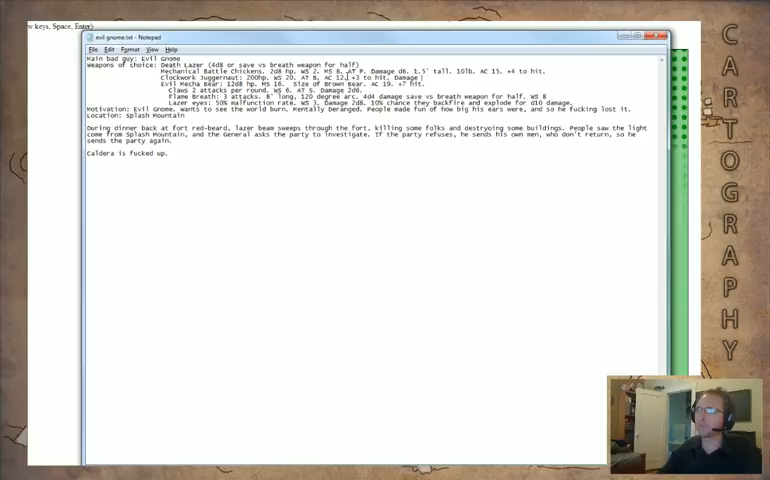 w keys, Space, Enter)
evil gnome.txt - Notepad
File Edit Format View Help
Main bad guy: Evil Gnome
Weapons of choice: Death Lazer (4d8 or save vs breath weapon for half)
Mechanical Battle Chickens. 2d8 hp. WS 2. MS 8. AT P. Damage d6. 1.5' tall. 10lb. AC 15. +4 to hit.
Clockwork Juggernaut: 200hp. WS 20. AT 8. AC 12. +3 to hit. Damage
Evil Mecha Bear: 12d8 hp. MS 16. Size of Brown Bear. AC 19. +7 hit.
Claws 2 attacks per round. WS 6. AT 5. Damage 2d6.
Flame Breath: 3 attacks. 8' long, 120 degree arc. 4d4 damage save vs breath weapon for half. WS 8
Lazer eyes: 50% malfunction rate. WS 3. Damage 2d8. 10% chance they backfire and explode for d10 damage.
Motivation: Evil Gnome. wants to see the world burn. Mentally Deranged. People made fun of how big his ears were, and so he fucking lost it.
Location: Splash Mountain
During dinner back at fort red-beard, lazer beam sweeps through the fort, killing some folks and destryoing some buildings. People saw the light
come from Splash Mountain, and the General asks the party to investigate. If the party refuses, he sends his own men, who don't return, so he
sends the party again.
Caldera is fucked up.
CARTOGRAPHY